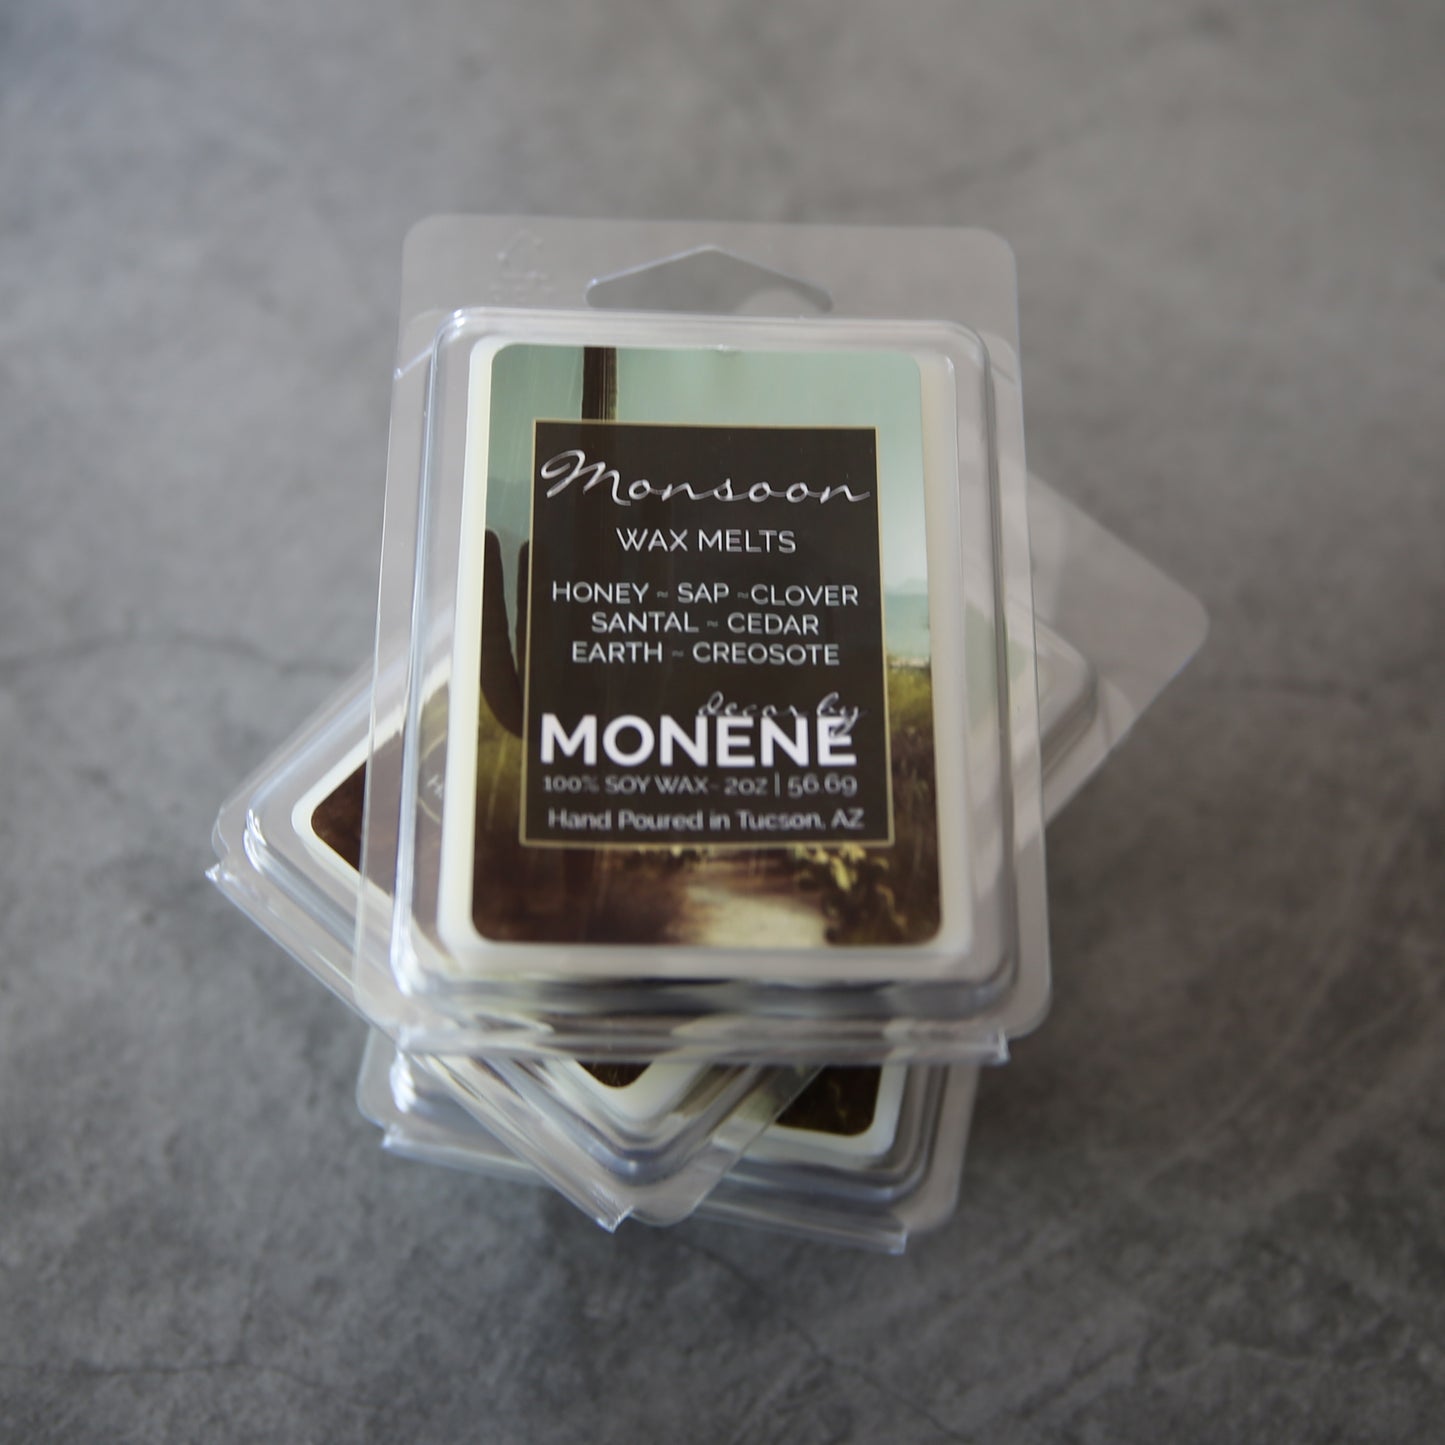 Monsoon
WAX MELTS
HONEY ~ SAP ~CLOVER
SANTAL ~ CEDAR
EARTH ~ CREOSOTE
decor by
MONENE
100% SOY WAX~ 2oz | 56.6g
Hand Poured in Tucson, AZ